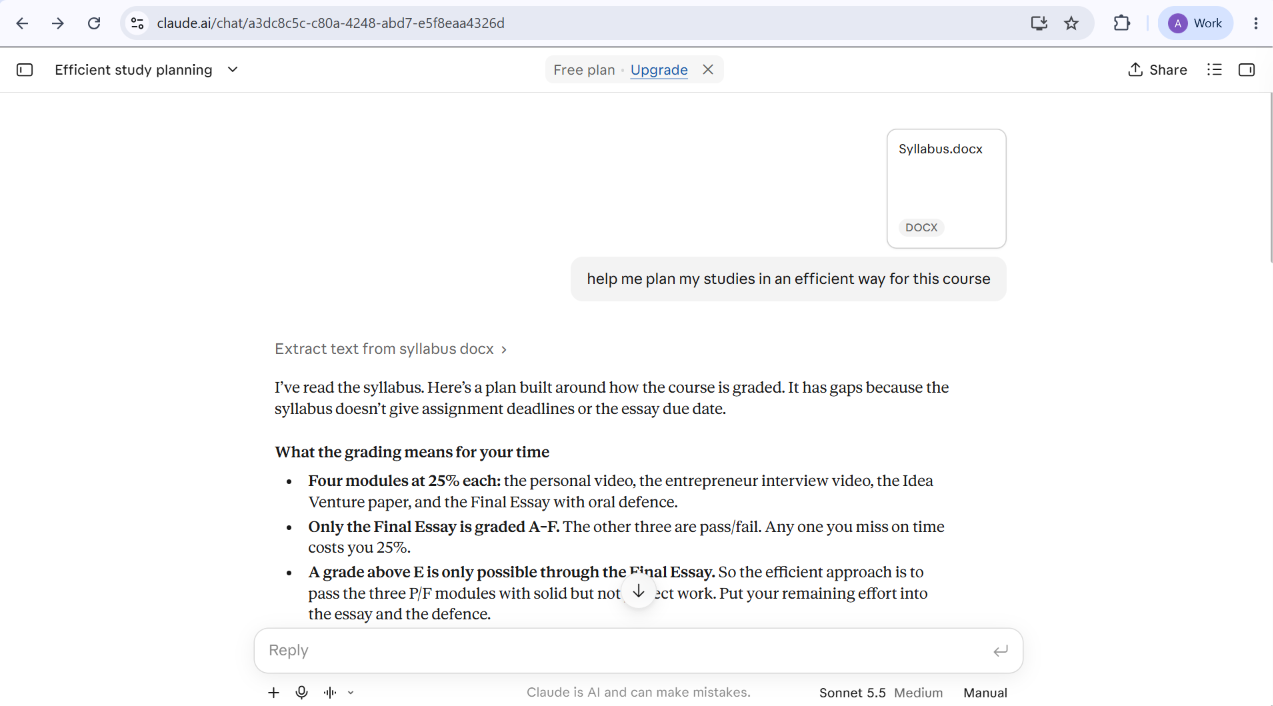 claude.ai/chat/a3dc8c5c-c80a-4248-abd7-e5f8eaa4326d
A Work
Efficient study planning
Free plan · Upgrade
Share
Syllabus.docx
DOCX
help me plan my studies in an efficient way for this course
Extract text from syllabus docx
I've read the syllabus. Here's a plan built around how the course is graded. It has gaps because the
syllabus doesn't give assignment deadlines or the essay due date.
What the grading means for your time
• Four modules at 25% each: the personal video, the entrepreneur interview video, the Idea
Venture paper, and the Final Essay with oral defence.
• Only the Final Essay is graded A–F. The other three are pass/fail. Any one you miss on time
costs you 25%.
• A grade above E is only possible through the Final Essay. So the efficient approach is to
pass the three P/F modules with solid but not ect work. Put your remaining effort into
the essay and the defence.
Reply
Claude is AI and can make mistakes.
Sonnet 5.5 Medium
Manual